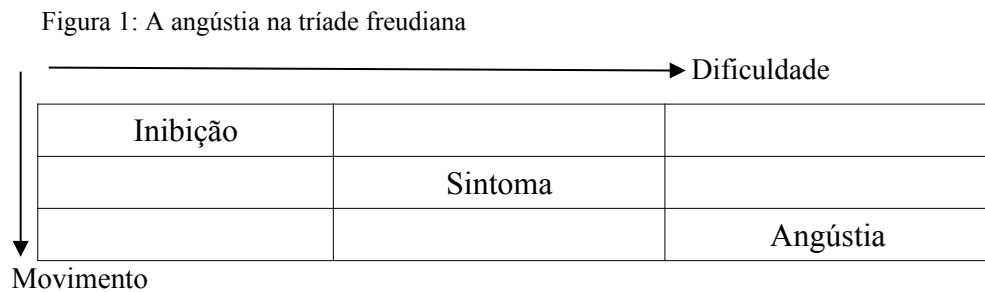 Figura 1: A angústia na tríade freudiana
Dificuldade
Inibição
Sintoma
Angústia
Movimento